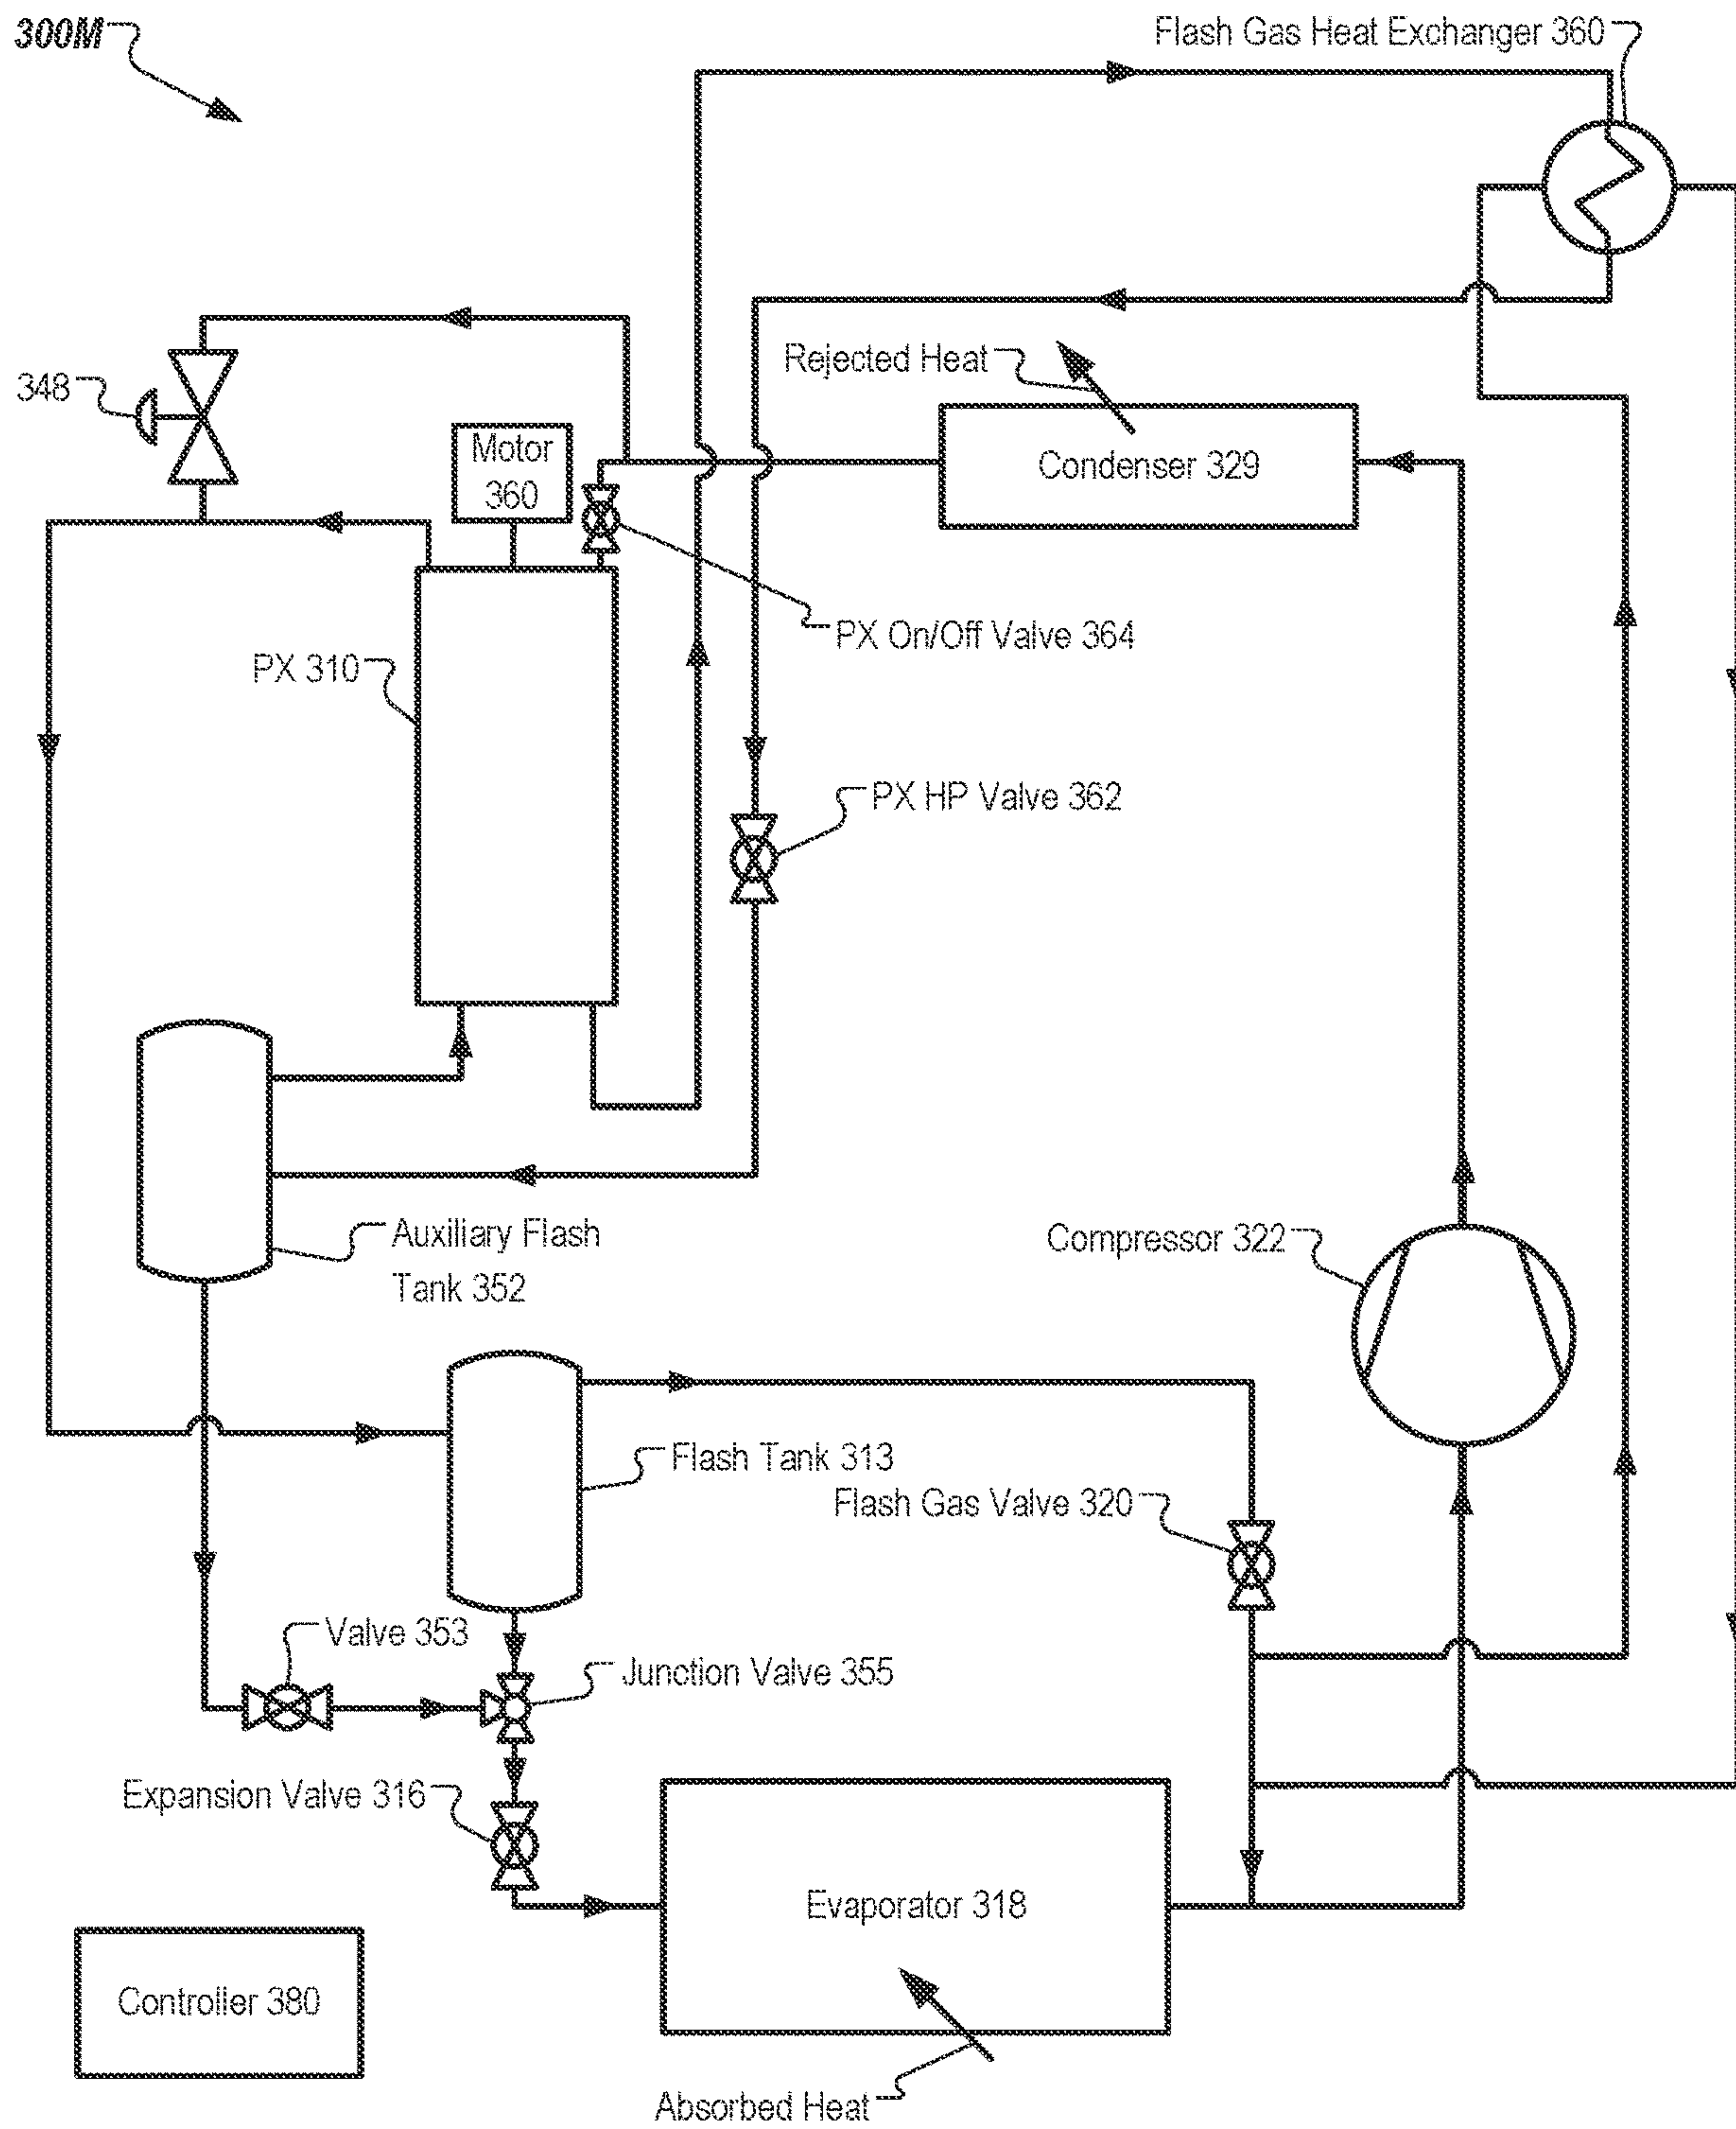 300M
Flash Gas Heat Exchanger 360
Rejected Heat
348
Motor
360
Condenser 329
PX On/Off Valve 364
PX 310
PX HP Valve 362
Auxiliary Flash
Tank 352
Compressor 322
Flash Tank 313
Flash Gas Valve 320
Valve 353
Junction Valve 355
Expansion Valve 316
Evaporator 318
Controller 380
Absorbed Heat